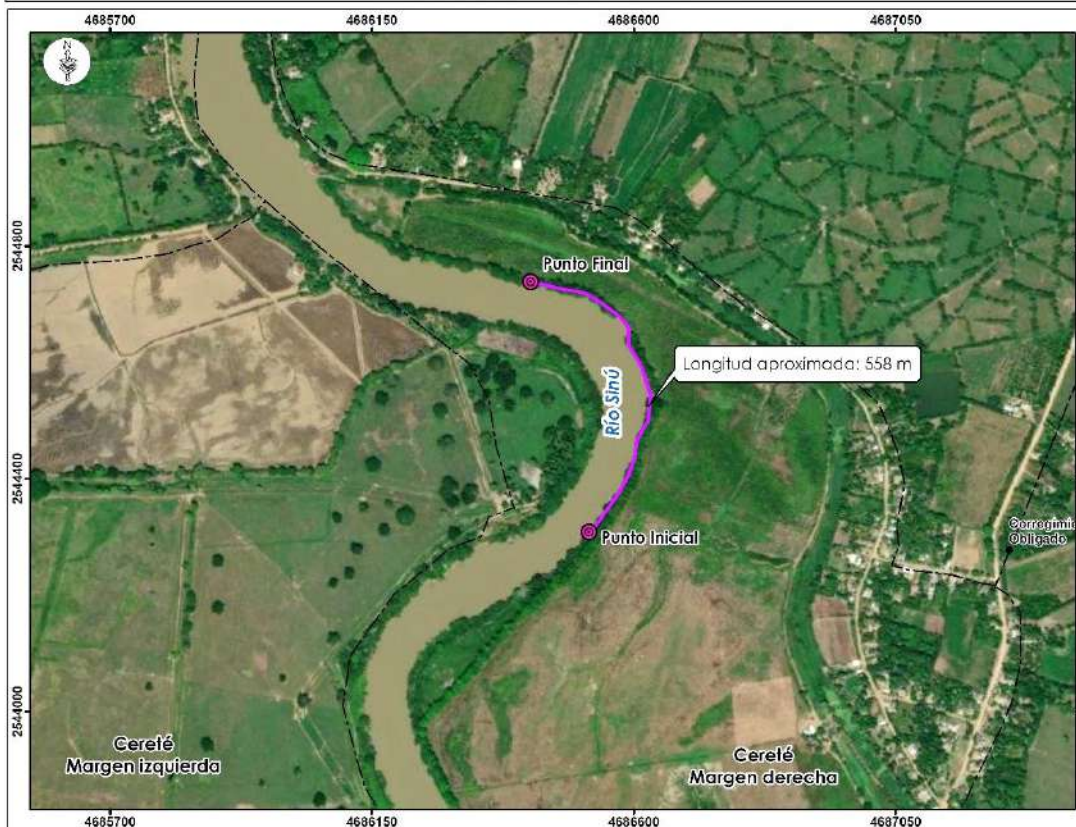 4685700 4686150 4686600 4687050
N
2544800
Punto Final
Longitud aproximada: 558 m
Río Sinú
2544400
Punto Inicial
Obligado
2544000
Cereté
Margen izquierda
Cereté
Margen derecha
4685700 4686150 4686600 4687050